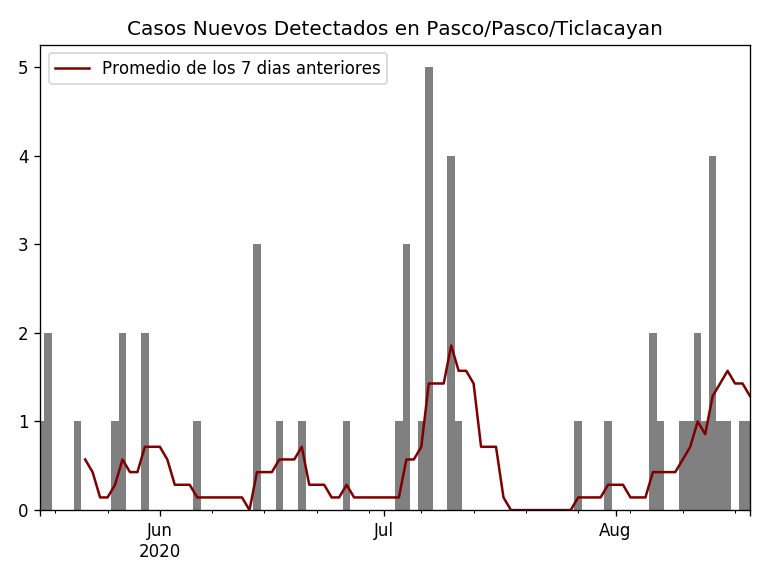 Casos Nuevos Detectados en Pasco/Pasco/Ticlacayan
Promedio de los 7 dias anteriores
5
4
3
2
1
0
Jun
2020
Jul
Aug